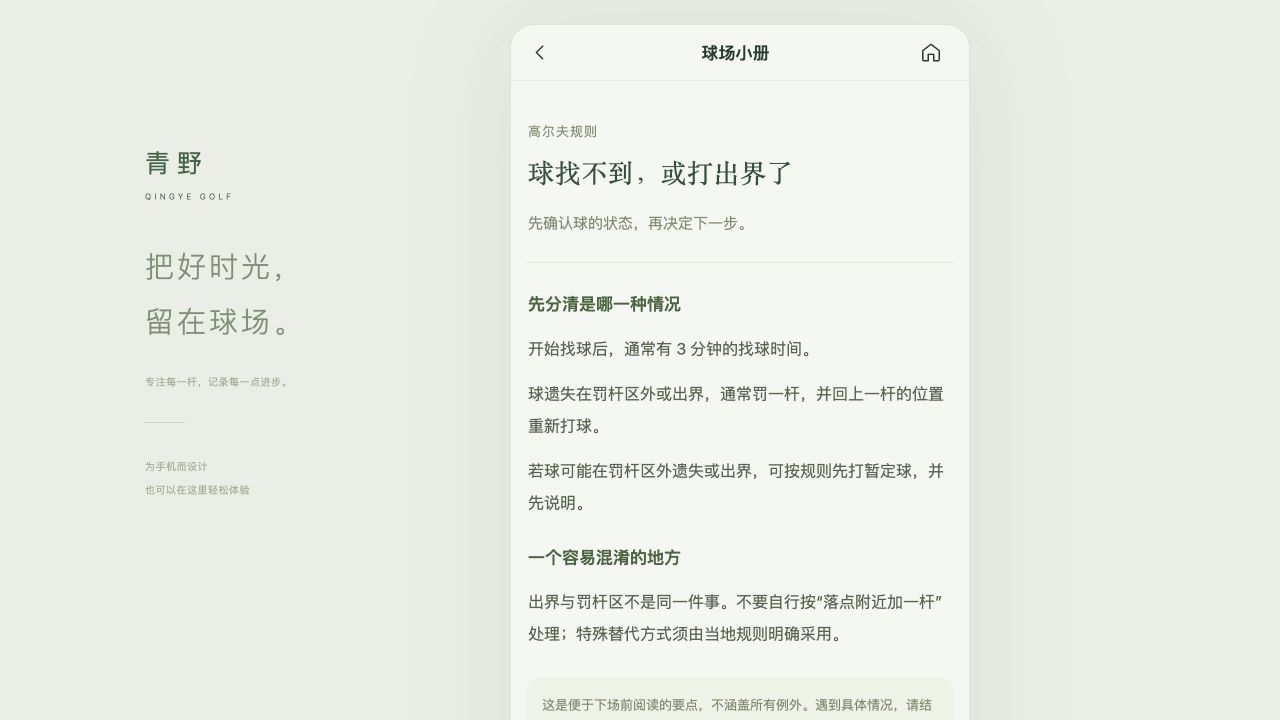 青野
QINGYE GOLF
把好时光，
留在球场。
专注每一杆，记录每一点进步。
为手机而设计
也可以在这里轻松体验
球场小册
高尔夫规则
球找不到，或打出界了
先确认球的状态，再决定下一步。
先分清是哪一种情况
开始找球后，通常有 3 分钟的找球时间。
球遗失在罚杆区外或出界，通常罚一杆，并回上一杆的位置
重新打球。
若球可能在罚杆区外遗失或出界，可按规则先打暂定球，并
先说明。
一个容易混淆的地方
出界与罚杆区不是同一件事。不要自行按“落点附近加一杆”
处理；特殊替代方式须由当地规则明确采用。
这是便于下场前阅读的要点，不涵盖所有例外。遇到具体情况，请结